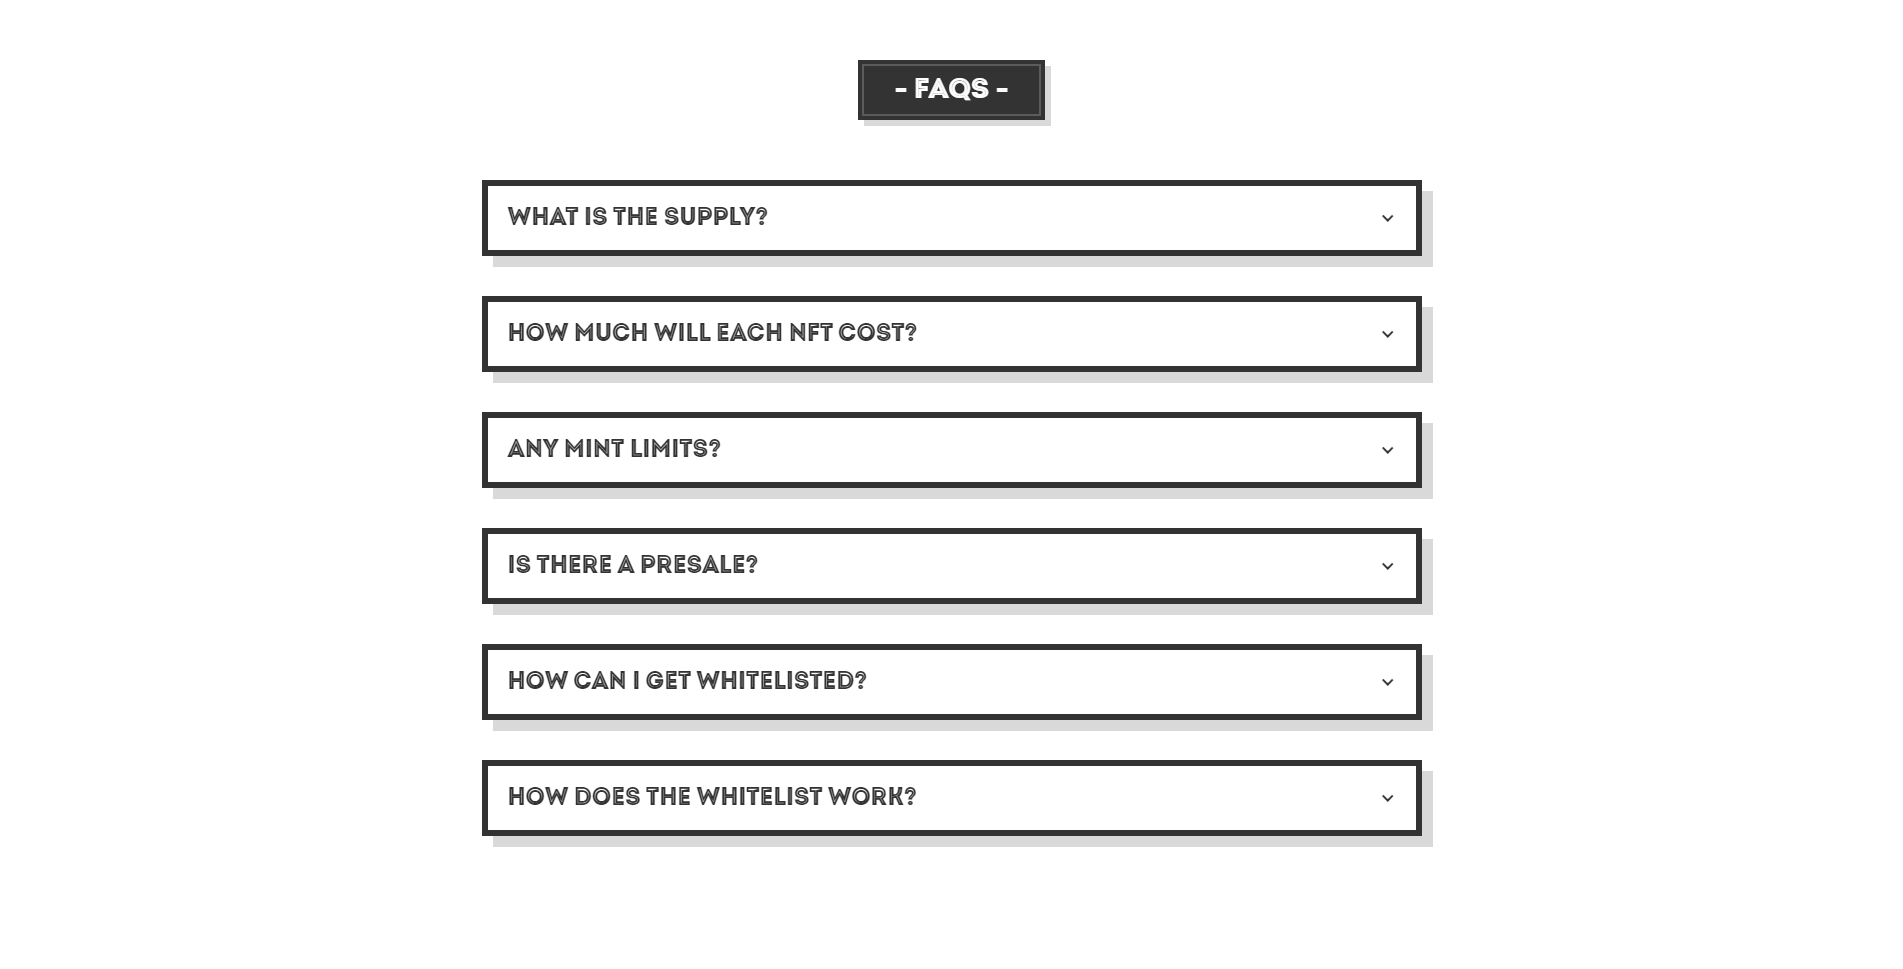 - FAQS -
WHAT IS THE SUPPLY?
HOW MUCH WILL EACH NFT COST?
ANY MINT LIMITS?
IS THERE A PRESALE?
HOW CAN I GET WHITELISTED?
HOW DOES THE WHITELIST WORK?